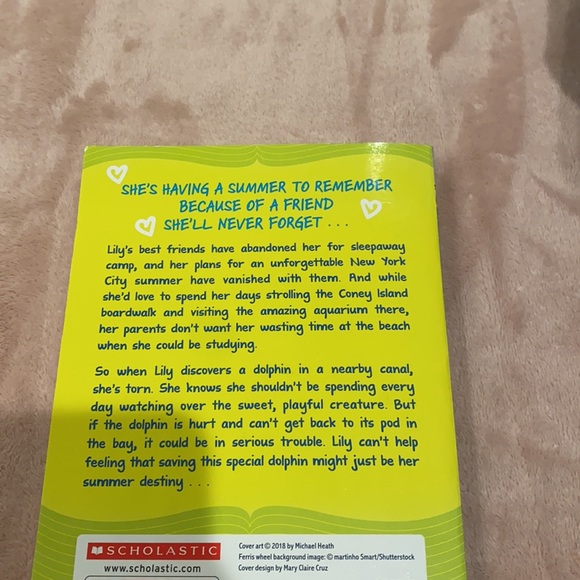 SHE'S HAVING A SUMMER TO REMEMBER
BECAUSE OF A FRIEND
SHE'LL NEVER FORGET . . .
Lily's best friends have abandoned her for sleepaway
camp, and her plans for an unforgettable New York
City summer have vanished with them. And while
she'd love to spend her days strolling the Coney Island
boardwalk and visiting the amazing aquarium there,
her parents don't want her wasting time at the beach
when she could be studying.
So when Lily discovers a dolphin in a nearby canal,
she's torn. She knows she shouldn't be spending every
day watching over the sweet, playful creature. But
if the dolphin is hurt and can't get back to its pod in
the bay, it could be in serious trouble. Lily can't help
feeling that saving this special dolphin might just be her
summer destiny . . .
SCHOLASTIC
www.scholastic.com
Cover art © 2018 by Michael Heath
Ferris wheel background image: © martinho Smart/Shutterstock
Cover design by Mary Claire Cruz